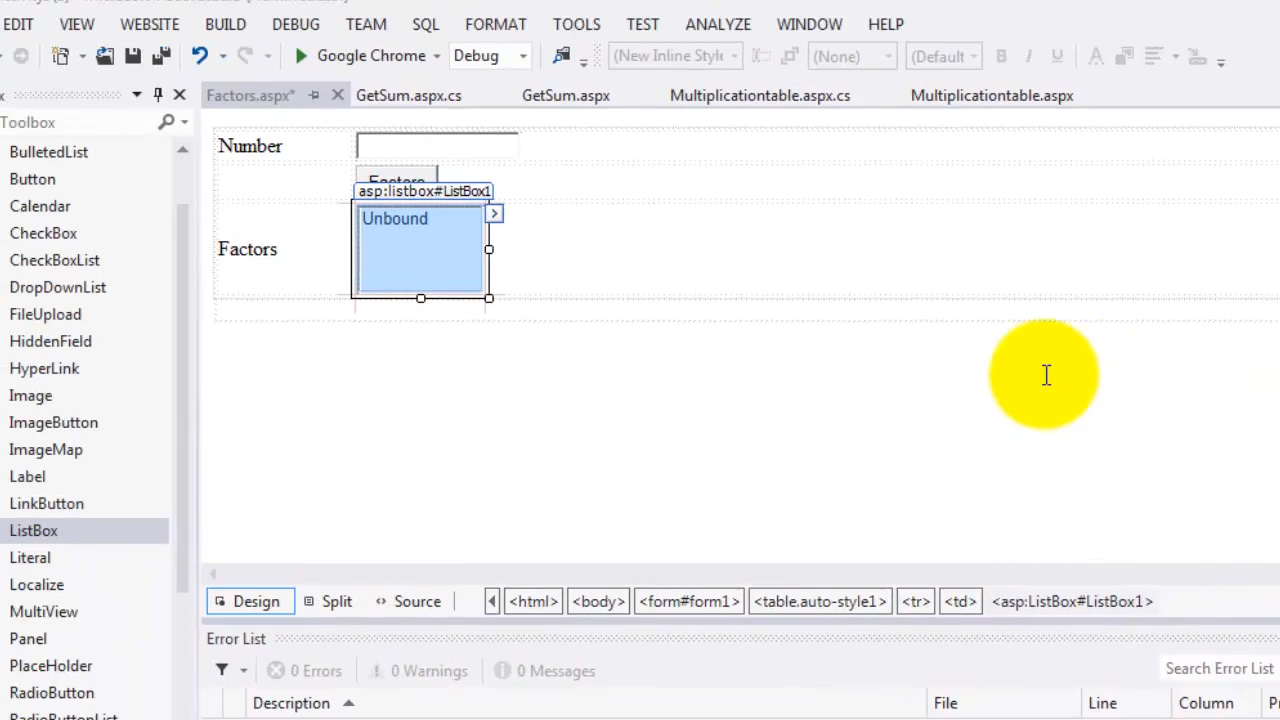 EDIT VIEW WEBSITE BUILD DEBUG TEAM SQL FORMAT TOOLS TEST ANALYZE WINDOW HELP
Google Chrome Debug (New Inline Style (None) (Default B I U A
Factors.aspx* GetSum.aspx.cs GetSum.aspx Multiplicationtable.aspx.cs Multiplicationtable.aspx
Toolbox
BulletedList
Button
Calendar
CheckBox
CheckBoxList
DropDownList
FileUpload
HiddenField
HyperLink
Image
ImageButton
ImageMap
Label
LinkButton
ListBox
Literal
Localize
MultiView
Panel
PlaceHolder
RadioButton
RadioButtonList
Number
Factors
asp:listbox#ListBox1
Unbound
Factors
Design Split Source <html> <body> <form#form1> <table.auto-style1> <tr> <td> <asp:ListBox#ListBox1>
Error List
0 Errors 0 Warnings 0 Messages Search Error List
Description File Line Column